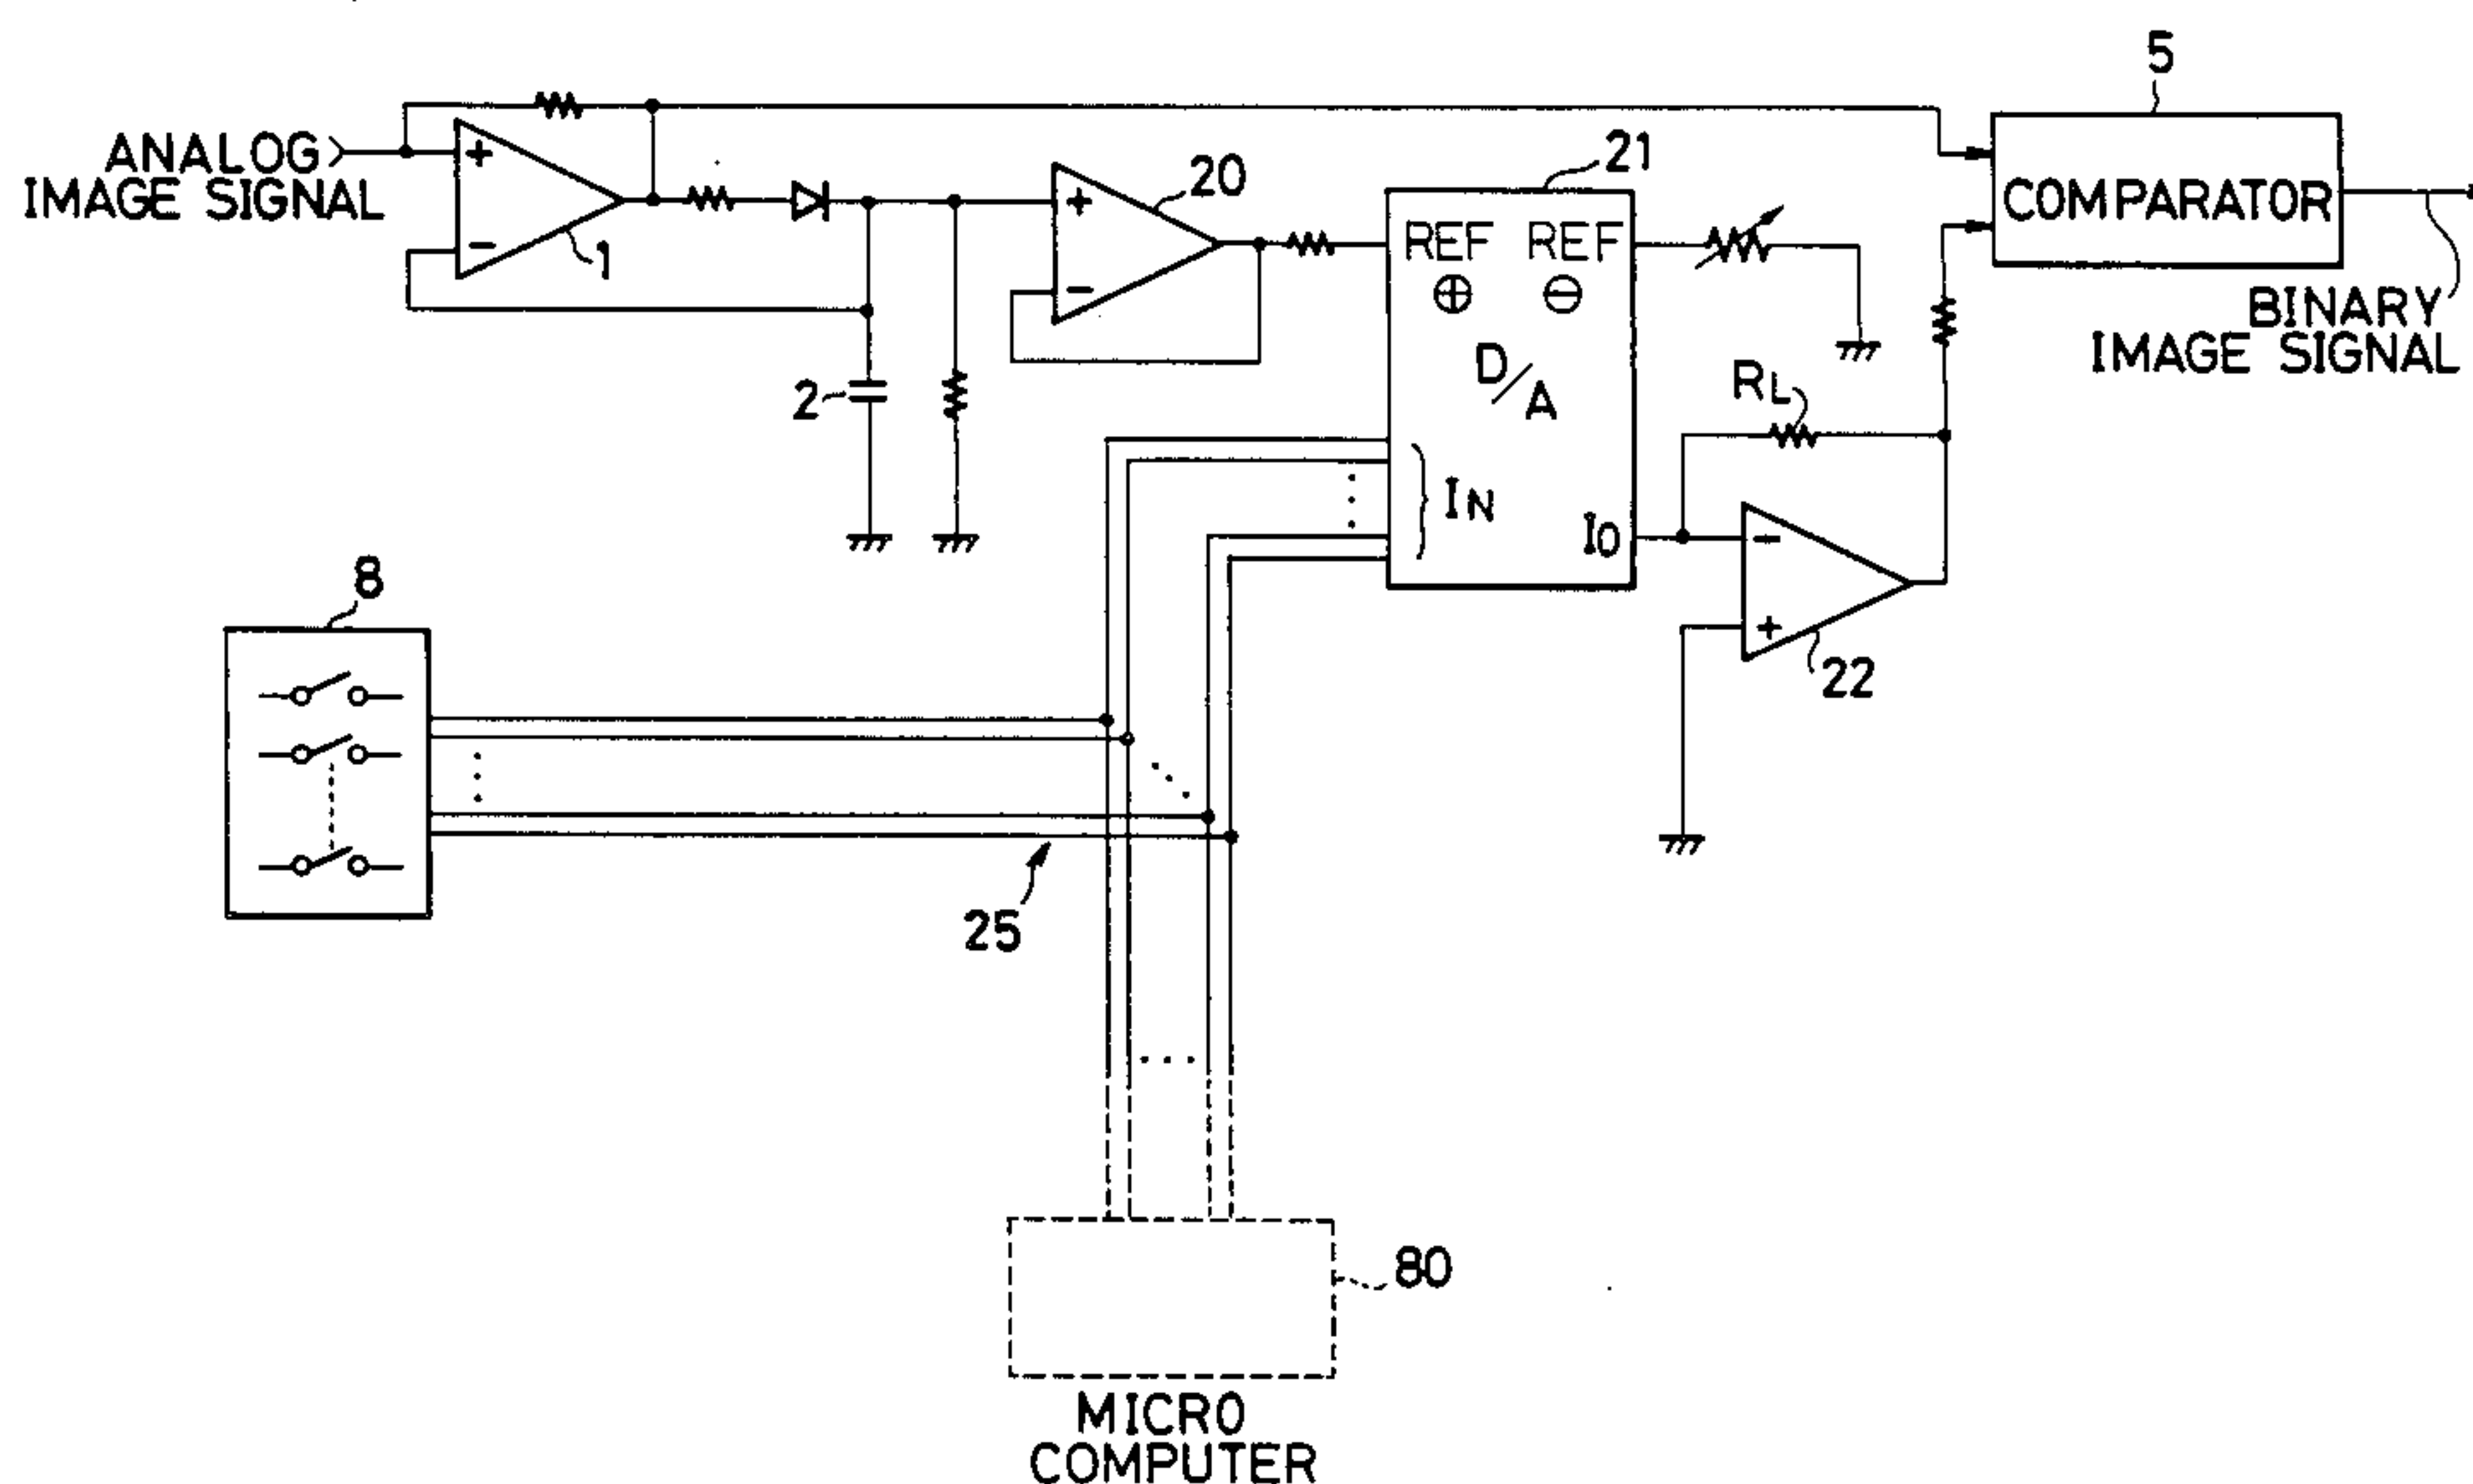 5
ANALOG
IMAGE SIGNAL
+
−
1
2
+
−
20
21
REF REF
⊕ ⊖
D/A
IN
IO
COMPARATOR
BINARY
IMAGE SIGNAL
RL
−
+
22
8
25
80
MICRO
COMPUTER